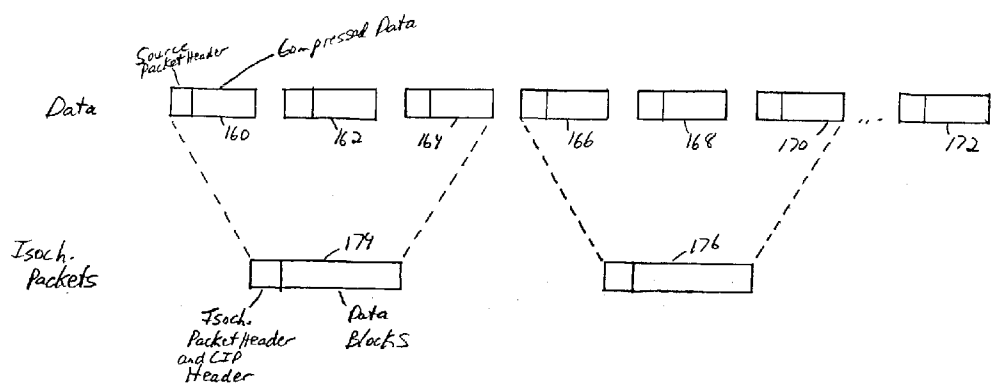 Source
Packet Header
Compressed Data
Data
160
162
164
166
168
170
...
172
Isoch.
Packets
174
176
Isoch.
Packet Header
and CIP
Header
Data
Blocks